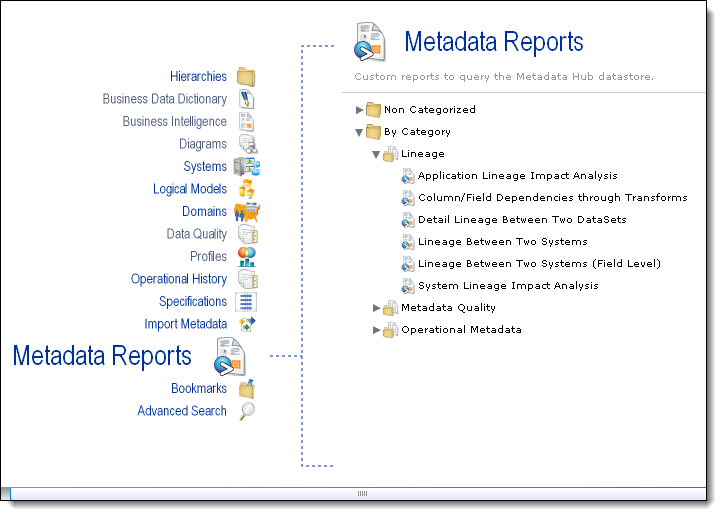 Hierarchies
Business Data Dictionary
Business Intelligence
Diagrams
Systems
Logical Models
Domains
Data Quality
Profiles
Operational History
Specifications
Import Metadata
Metadata Reports
Bookmarks
Advanced Search
Metadata Reports
Custom reports to query the Metadata Hub datastore.
Non Categorized
By Category
Lineage
Application Lineage Impact Analysis
Column/Field Dependencies through Transforms
Detail Lineage Between Two DataSets
Lineage Between Two Systems
Lineage Between Two Systems (Field Level)
System Lineage Impact Analysis
Metadata Quality
Operational Metadata